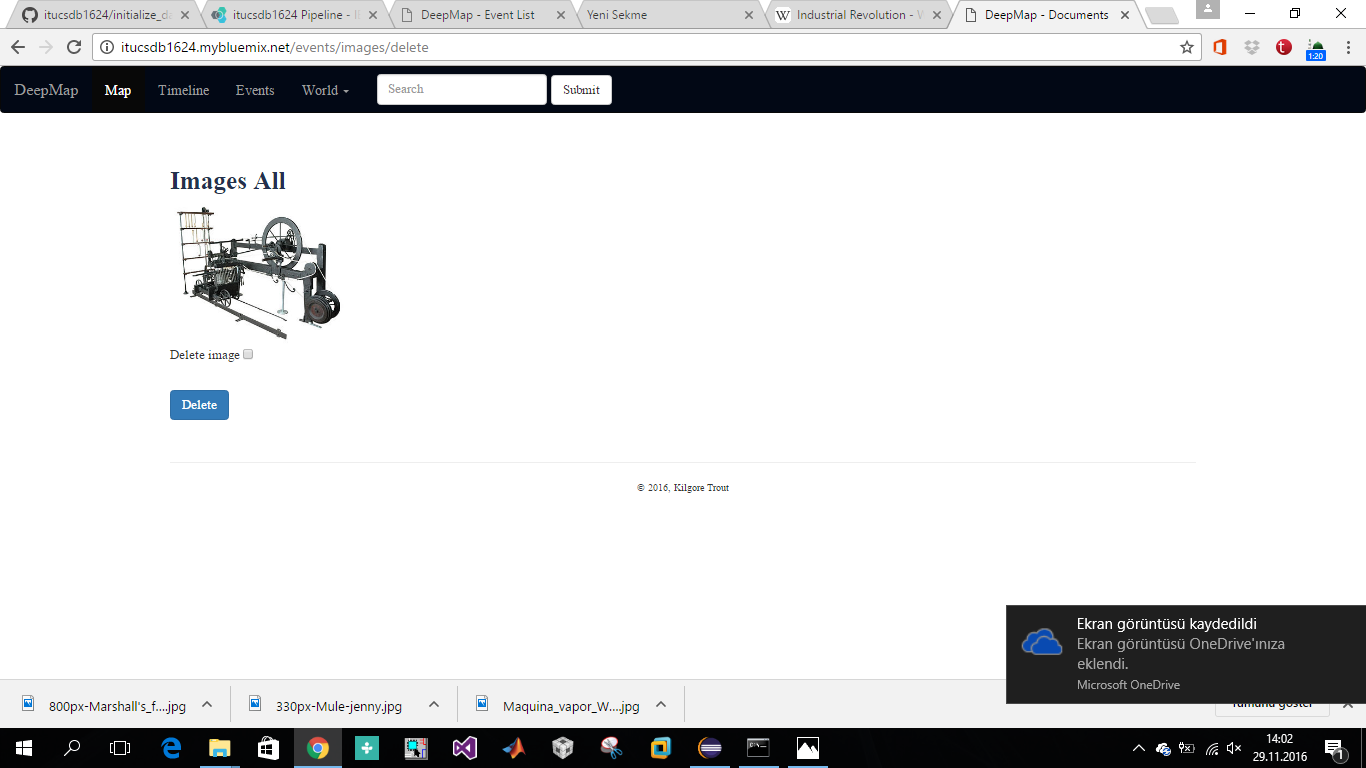 itucsdb1624/initialize_da
itucsdb1624 Pipeline - I
DeepMap - Event List
Yeni Sekme
Industrial Revolution - W
DeepMap - Documents
itucsdb1624.mybluemix.net/events/images/delete
1:20
DeepMap
Map
Timeline
Events
World
Search
Submit
Images All
Delete image
Delete
© 2016, Kilgore Trout
Ekran görüntüsü kaydedildi
Ekran görüntüsü OneDrive'ınıza
eklendi.
Microsoft OneDrive
800px-Marshall's_f....jpg
330px-Mule-jenny.jpg
Maquina_vapor_W....jpg
14:02
29.11.2016
1